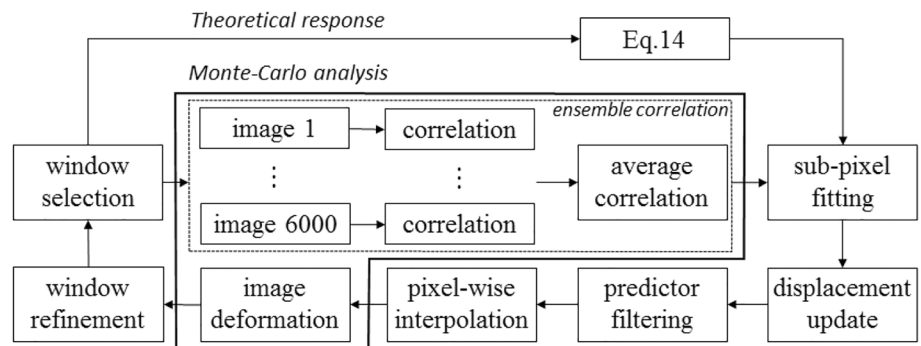 Theoretical response
Eq.14
Monte-Carlo analysis
ensemble correlation
image 1
correlation
window
selection
⋮
⋮
average
correlation
sub-pixel
fitting
image 6000
correlation
window
refinement
image
deformation
pixel-wise
interpolation
predictor
filtering
displacement
update